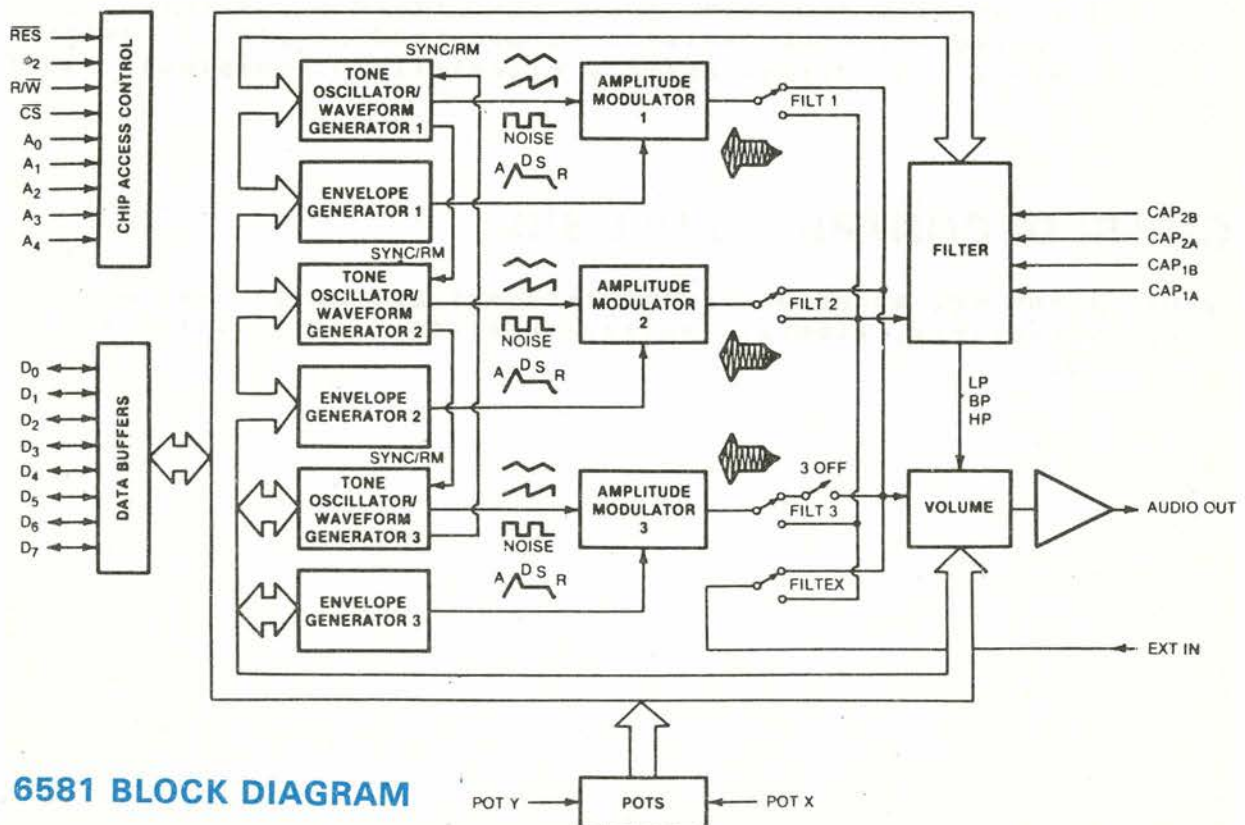 RES
φ2
R/W
CS
A0
A1
A2
A3
A4
CHIP ACCESS CONTROL
D0
D1
D2
D3
D4
D5
D6
D7
DATA BUFFERS
SYNC/RM
TONE
OSCILLATOR/
WAVEFORM
GENERATOR 1
NOISE
AMPLITUDE
MODULATOR
1
FILT 1
ENVELOPE
GENERATOR 1
A D S R
SYNC/RM
TONE
OSCILLATOR/
WAVEFORM
GENERATOR 2
NOISE
AMPLITUDE
MODULATOR
2
FILT 2
ENVELOPE
GENERATOR 2
A D S R
SYNC/RM
TONE
OSCILLATOR/
WAVEFORM
GENERATOR 3
NOISE
AMPLITUDE
MODULATOR
3
3 OFF
FILT 3
ENVELOPE
GENERATOR 3
A D S R
FILTEX
FILTER
CAP2B
CAP2A
CAP1B
CAP1A
LP
BP
HP
VOLUME
AUDIO OUT
EXT IN
6581 BLOCK DIAGRAM
POT Y
POTS
POT X